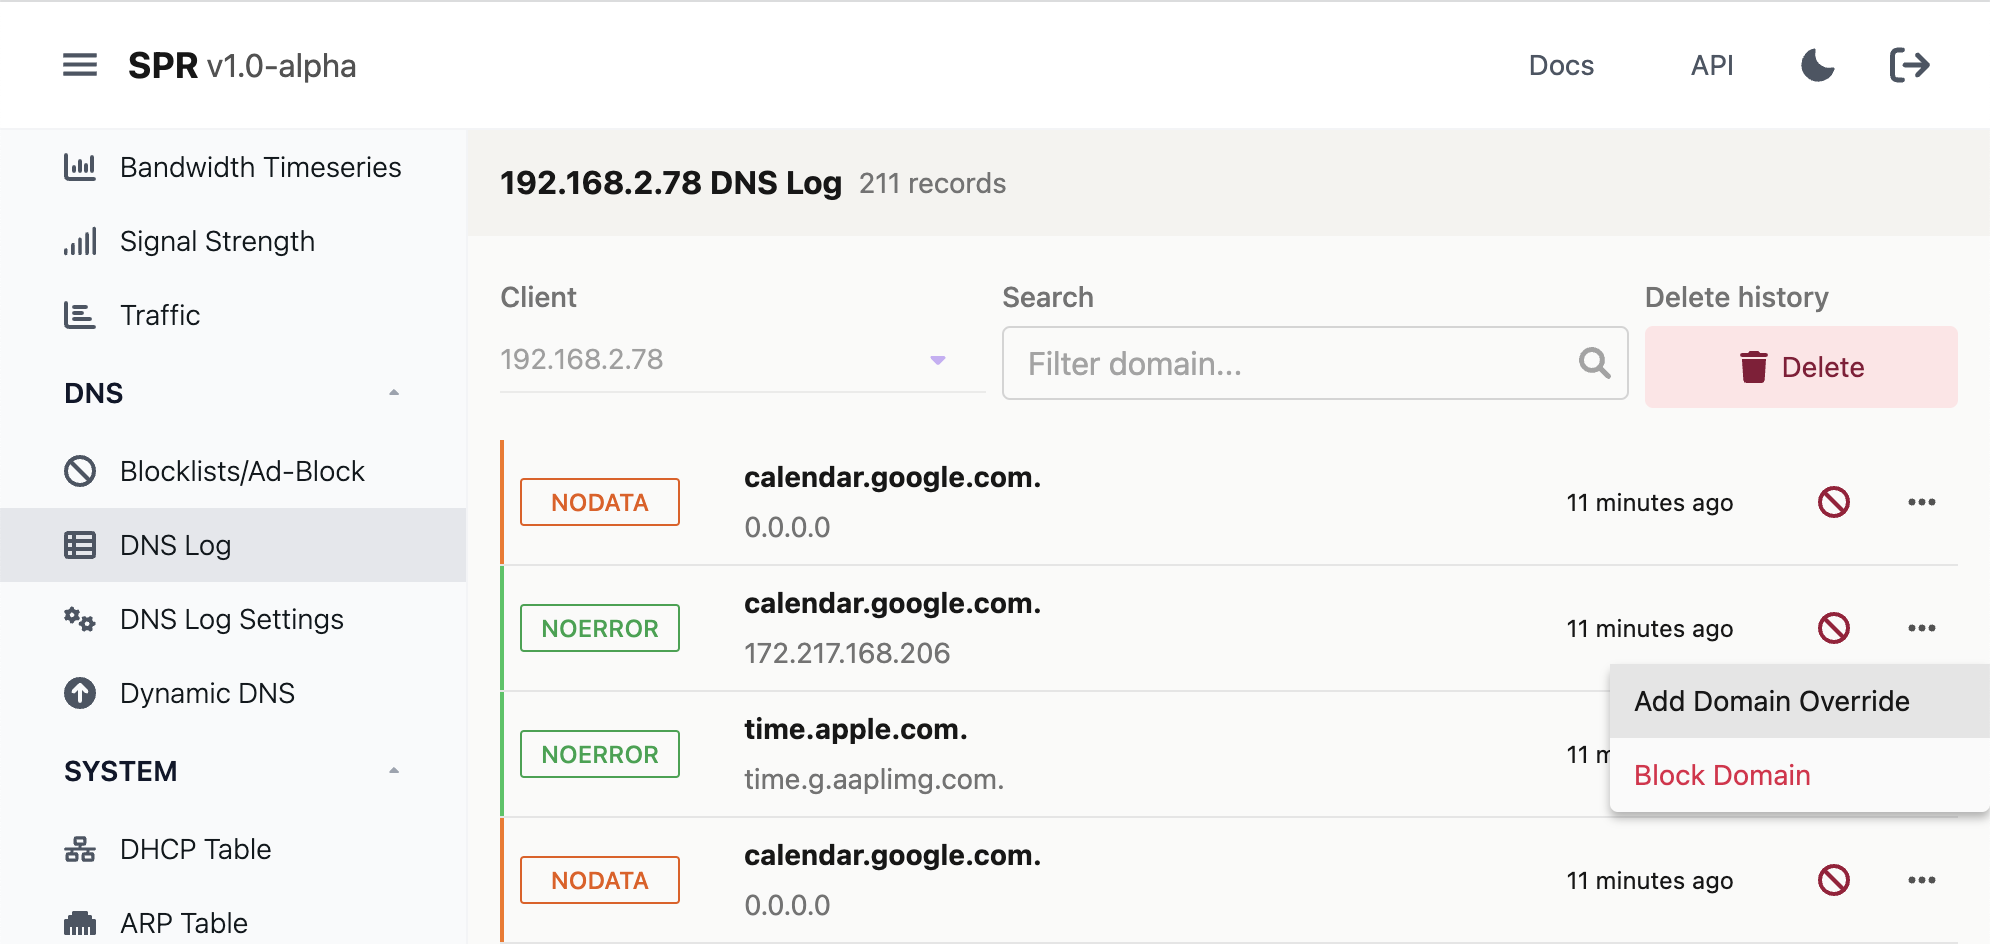 SPR v1.0-alpha
Docs
API
Bandwidth Timeseries
Signal Strength
Traffic
DNS
Blocklists/Ad-Block
DNS Log
DNS Log Settings
Dynamic DNS
SYSTEM
DHCP Table
ARP Table
192.168.2.78 DNS Log 211 records
Client
192.168.2.78
Search
Filter domain...
Delete history
Delete
NODATA
calendar.google.com.
0.0.0.0
11 minutes ago
NOERROR
calendar.google.com.
172.217.168.206
11 minutes ago
NOERROR
time.apple.com.
time.g.aaplimg.com.
11
Add Domain Override
Block Domain
NODATA
calendar.google.com.
0.0.0.0
11 minutes ago